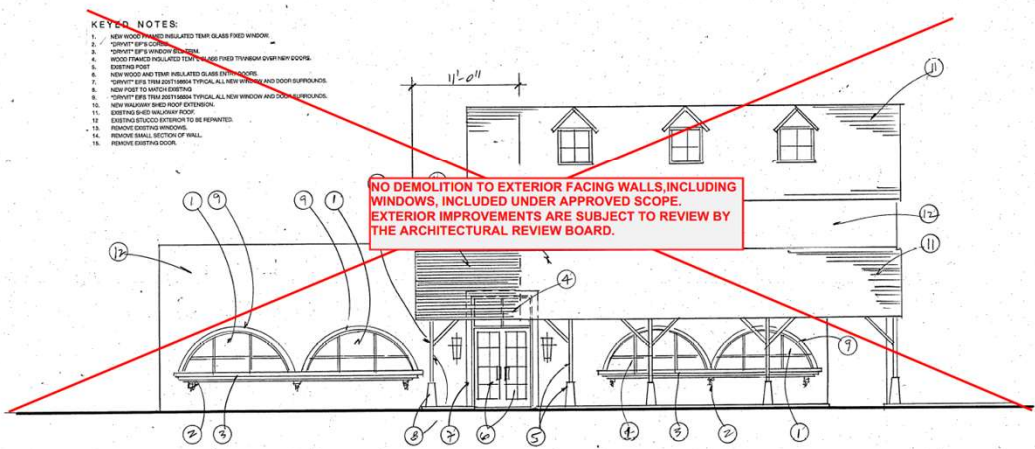 KEYED NOTES:
1. NEW WOOD FRAMED INSULATED TEMP. GLASS FIXED WINDOW.
2. "DRYVIT" EIF'S CORBEL
3. "DRYVIT" EIF'S WINDOW SILL TRIM.
4. WOOD FRAMED INSULATED TEMP. GLASS FIXED TRANSOM OVER NEW DOORS.
5. EXISTING POST
6. NEW WOOD AND TEMP. INSULATED GLASS ENTRY DOORS.
7. "DRYVIT" EIFS TRIM TYPICAL ALL NEW WINDOW AND DOOR SURROUNDS.
8. NEW POST TO MATCH EXISTING
9. "DRYVIT" EIFS TRIM TYPICAL ALL NEW WINDOW AND DOOR SURROUNDS.
10. NEW WALKWAY SHED ROOF EXTENSION.
11. EXISTING SHED WALKWAY ROOF.
12 EXISTING STUCCO EXTERIOR TO BE REPAINTED.
13. REMOVE EXISTING WINDOWS.
14. REMOVE SMALL SECTION OF WALL.
15. REMOVE EXISTING DOOR.
11'-0"
11
NO DEMOLITION TO EXTERIOR FACING WALLS,INCLUDING
WINDOWS, INCLUDED UNDER APPROVED SCOPE.
EXTERIOR IMPROVEMENTS ARE SUBJECT TO REVIEW BY
THE ARCHITECTURAL REVIEW BOARD.
1 9 9 1 12
12 11
4
9
2 3 8 7 6 5 4 3 2 1